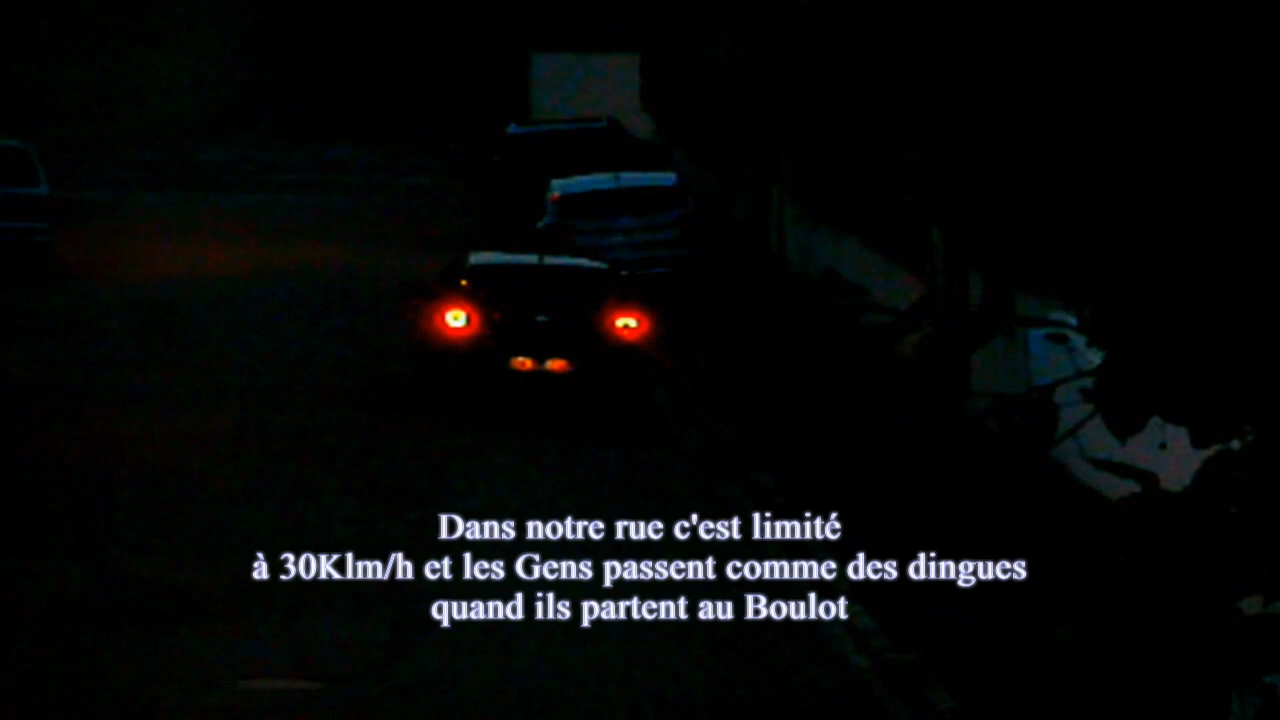 Dans notre rue c'est limité
à 30Klm/h et les Gens passent comme des dingues
quand ils partent au Boulot